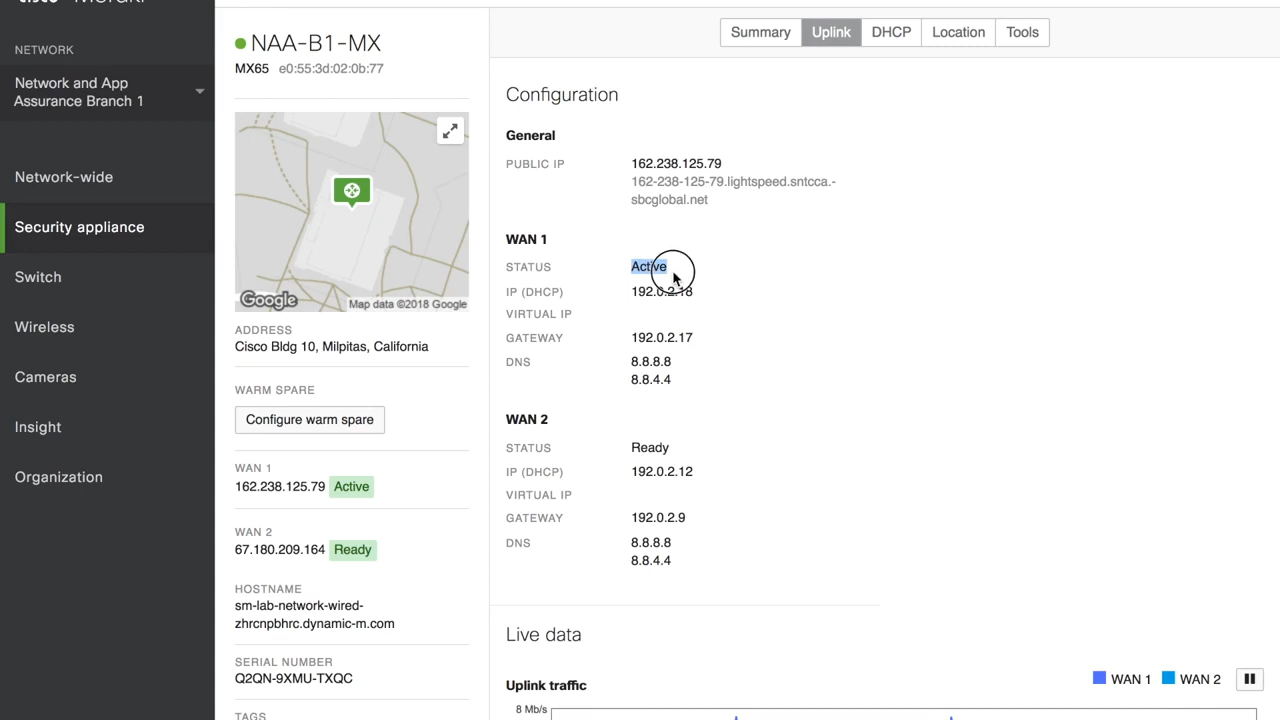 NETWORK
Network and App
Assurance Branch 1
Network-wide
Security appliance
Switch
Wireless
Cameras
Insight
Organization
NAA-B1-MX
MX65 e0:55:3d:02:0b:77
Google
Map data ©2018 Google
ADDRESS
Cisco Bldg 10, Milpitas, California
WARM SPARE
Configure warm spare
WAN 1
162.238.125.79 Active
WAN 2
67.180.209.164 Ready
HOSTNAME
sm-lab-network-wired-
zhrcnpbhrc.dynamic-m.com
SERIAL NUMBER
Q2QN-9XMU-TXQC
TAGS
Summary Uplink DHCP Location Tools
Configuration
General
PUBLIC IP 162.238.125.79
162-238-125-79.lightspeed.sntcca.-
sbcglobal.net
WAN 1
STATUS Active
IP (DHCP) 192.0.2.18
VIRTUAL IP
GATEWAY 192.0.2.17
DNS 8.8.8.8
8.8.4.4
WAN 2
STATUS Ready
IP (DHCP) 192.0.2.12
VIRTUAL IP
GATEWAY 192.0.2.9
DNS 8.8.8.8
8.8.4.4
Live data
WAN 1 WAN 2
Uplink traffic
8 Mb/s